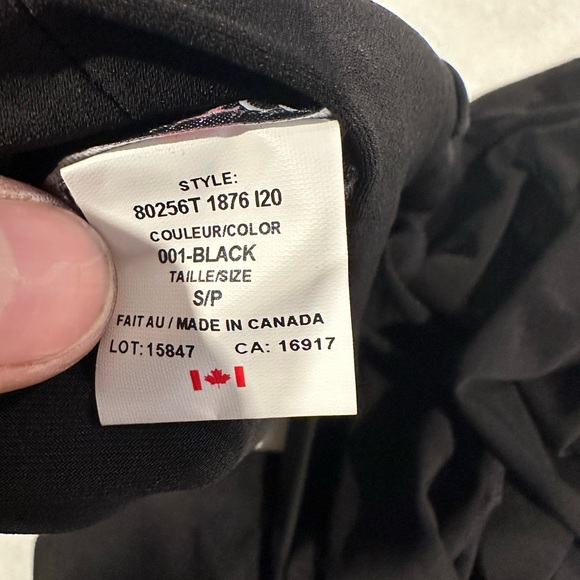 STYLE:
80256T 1876 I20
COULEUR/COLOR
001-BLACK
TAILLE/SIZE
S/P
FAIT AU / MADE IN CANADA
LOT:15847 CA: 16917